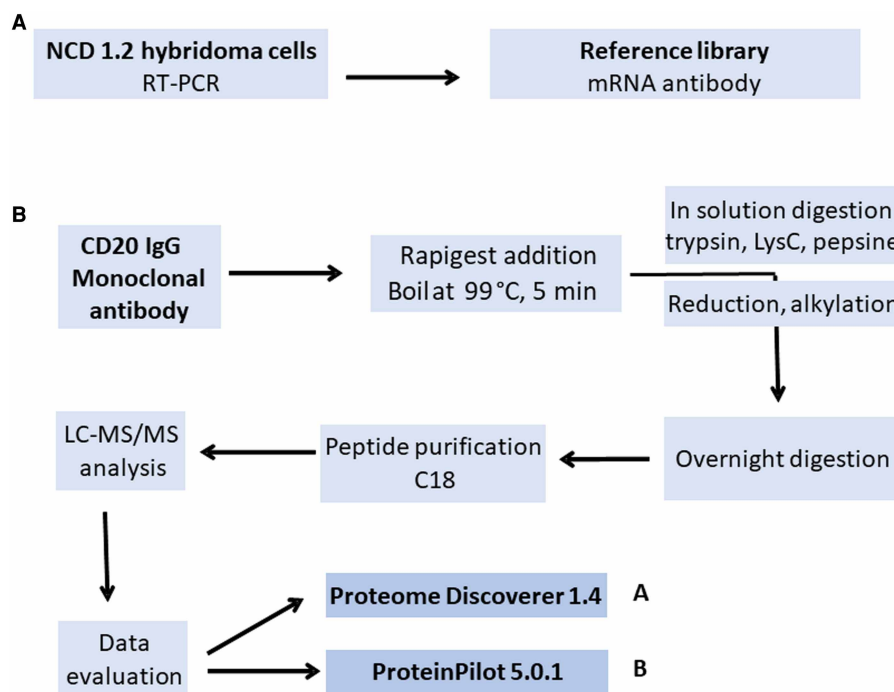 A
NCD 1.2 hybridoma cells
RT-PCR
Reference library
mRNA antibody
B
CD20 IgG
Monoclonal
antibody
Rapigest addition
Boil at 99 °C, 5 min
In solution digestion
trypsin, LysC, pepsine
Reduction, alkylation
Overnight digestion
Peptide purification
C18
LC-MS/MS
analysis
Data
evaluation
Proteome Discoverer 1.4
A
ProteinPilot 5.0.1
B